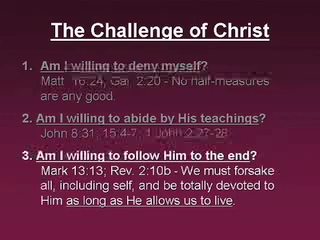 The Challenge of Christ
1. Am I willing to deny myself?
Matt. 16:24; Gal. 2:20 - No half-measures
are any good.
2. Am I willing to abide by His teachings?
John 8:31; 15:4-7; 1 John 2:27-28
3. Am I willing to follow Him to the end?
Mark 13:13; Rev. 2:10b - We must forsake
all, including self, and be totally devoted to
Him as long as He allows us to live.